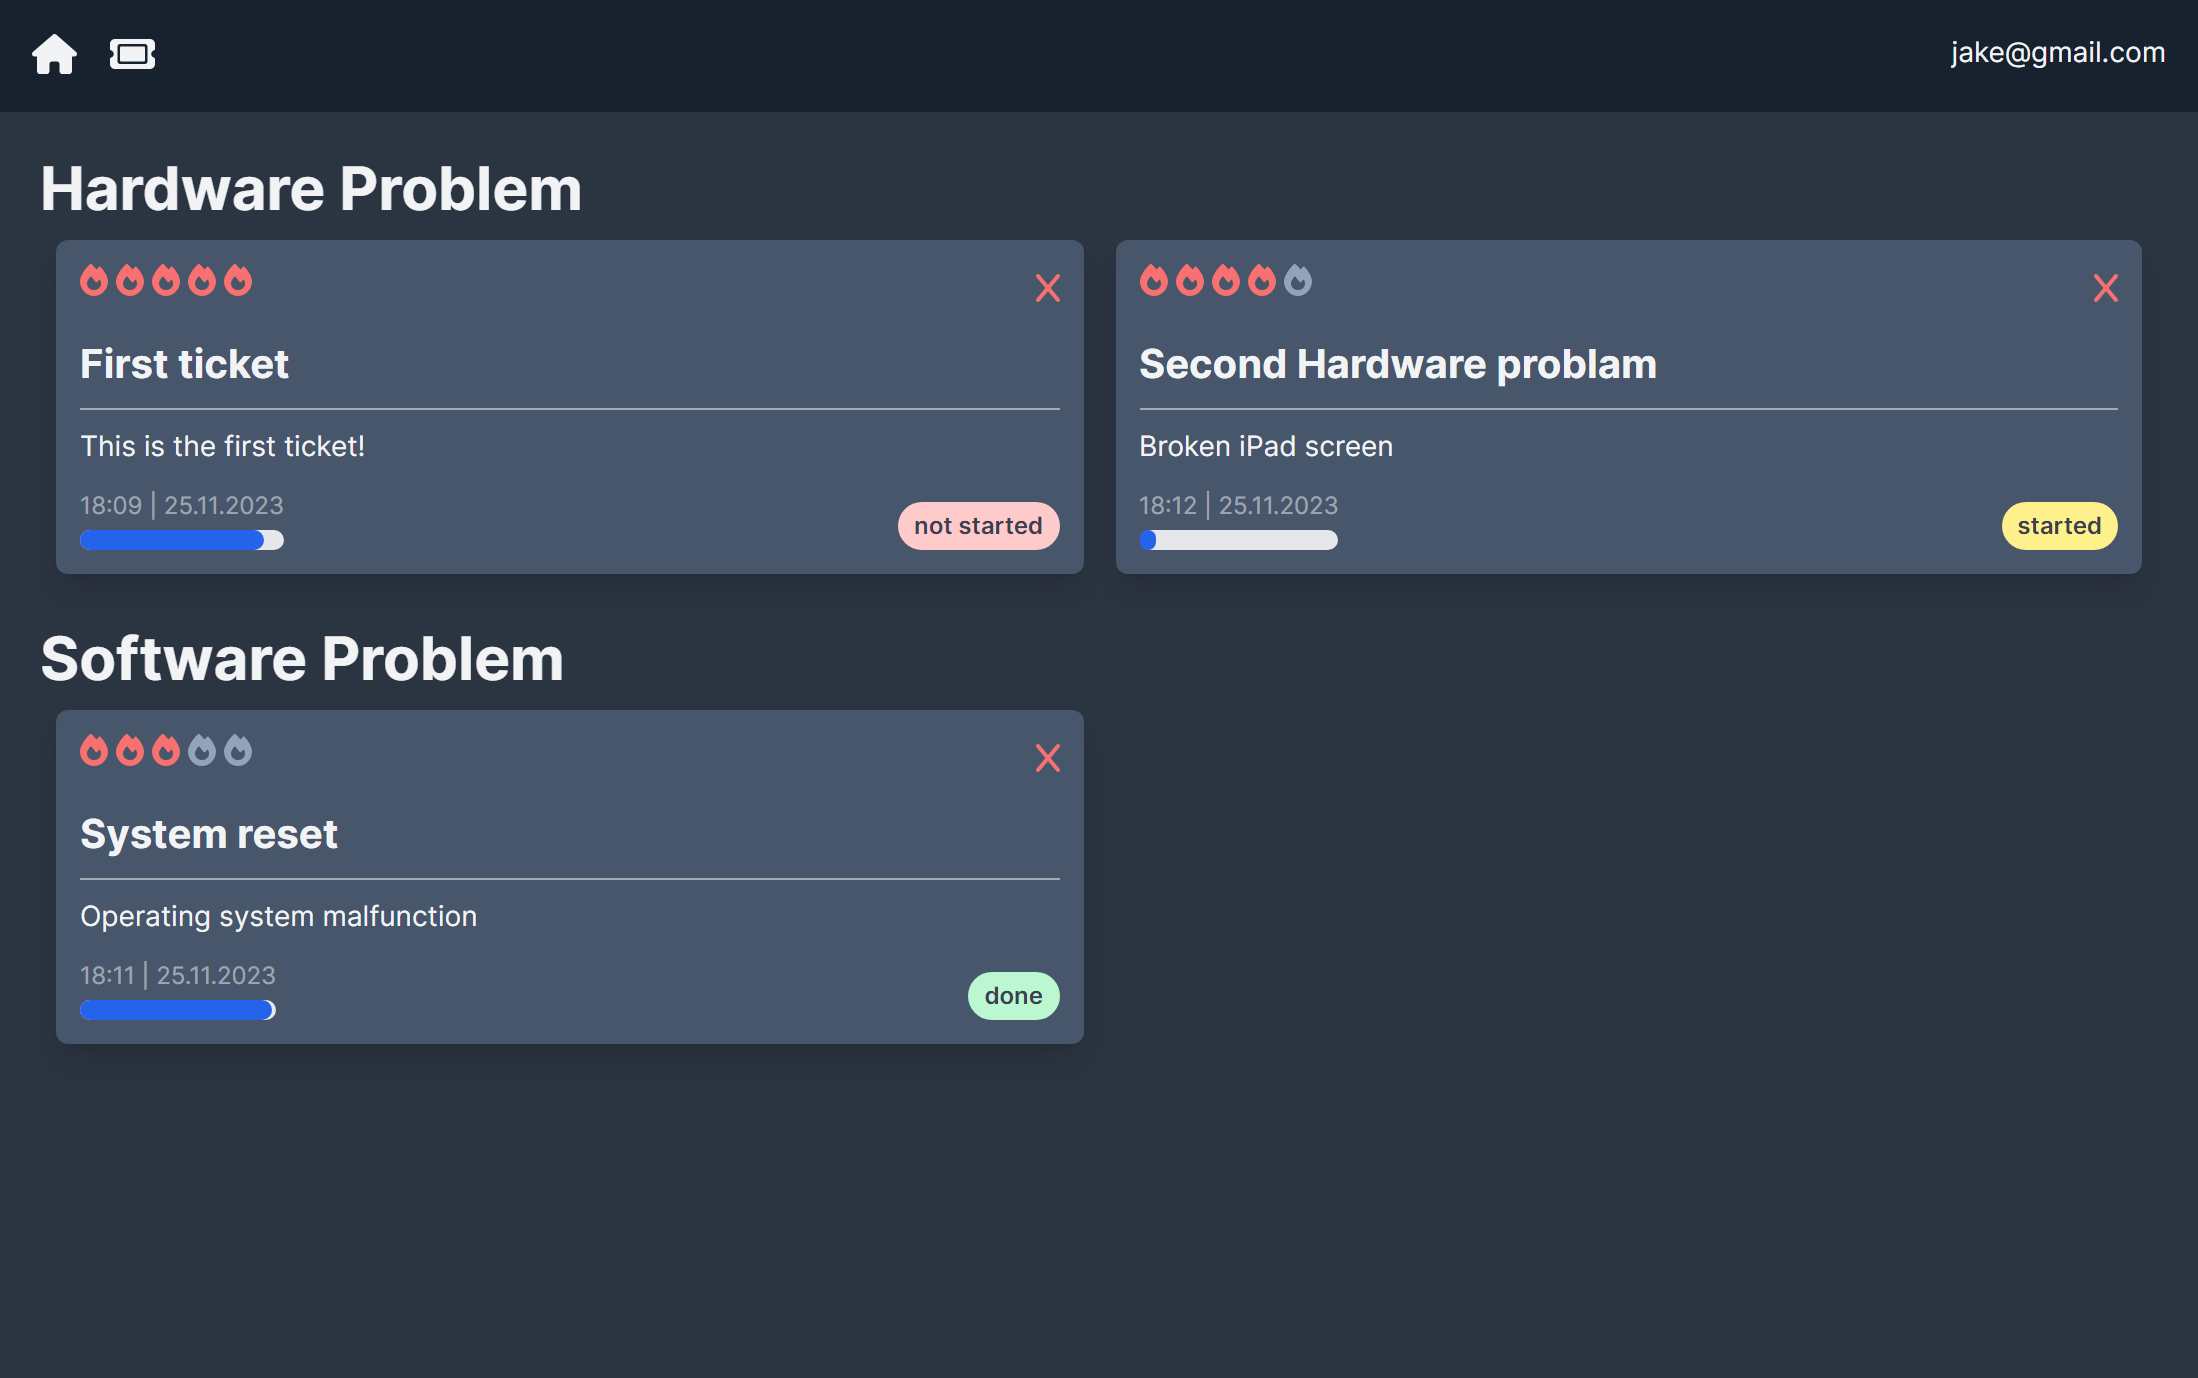 jake@gmail.com
Hardware Problem
First ticket
This is the first ticket!
18:09 | 25.11.2023
not started
Second Hardware problam
Broken iPad screen
18:12 | 25.11.2023
started
Software Problem
System reset
Operating system malfunction
18:11 | 25.11.2023
done